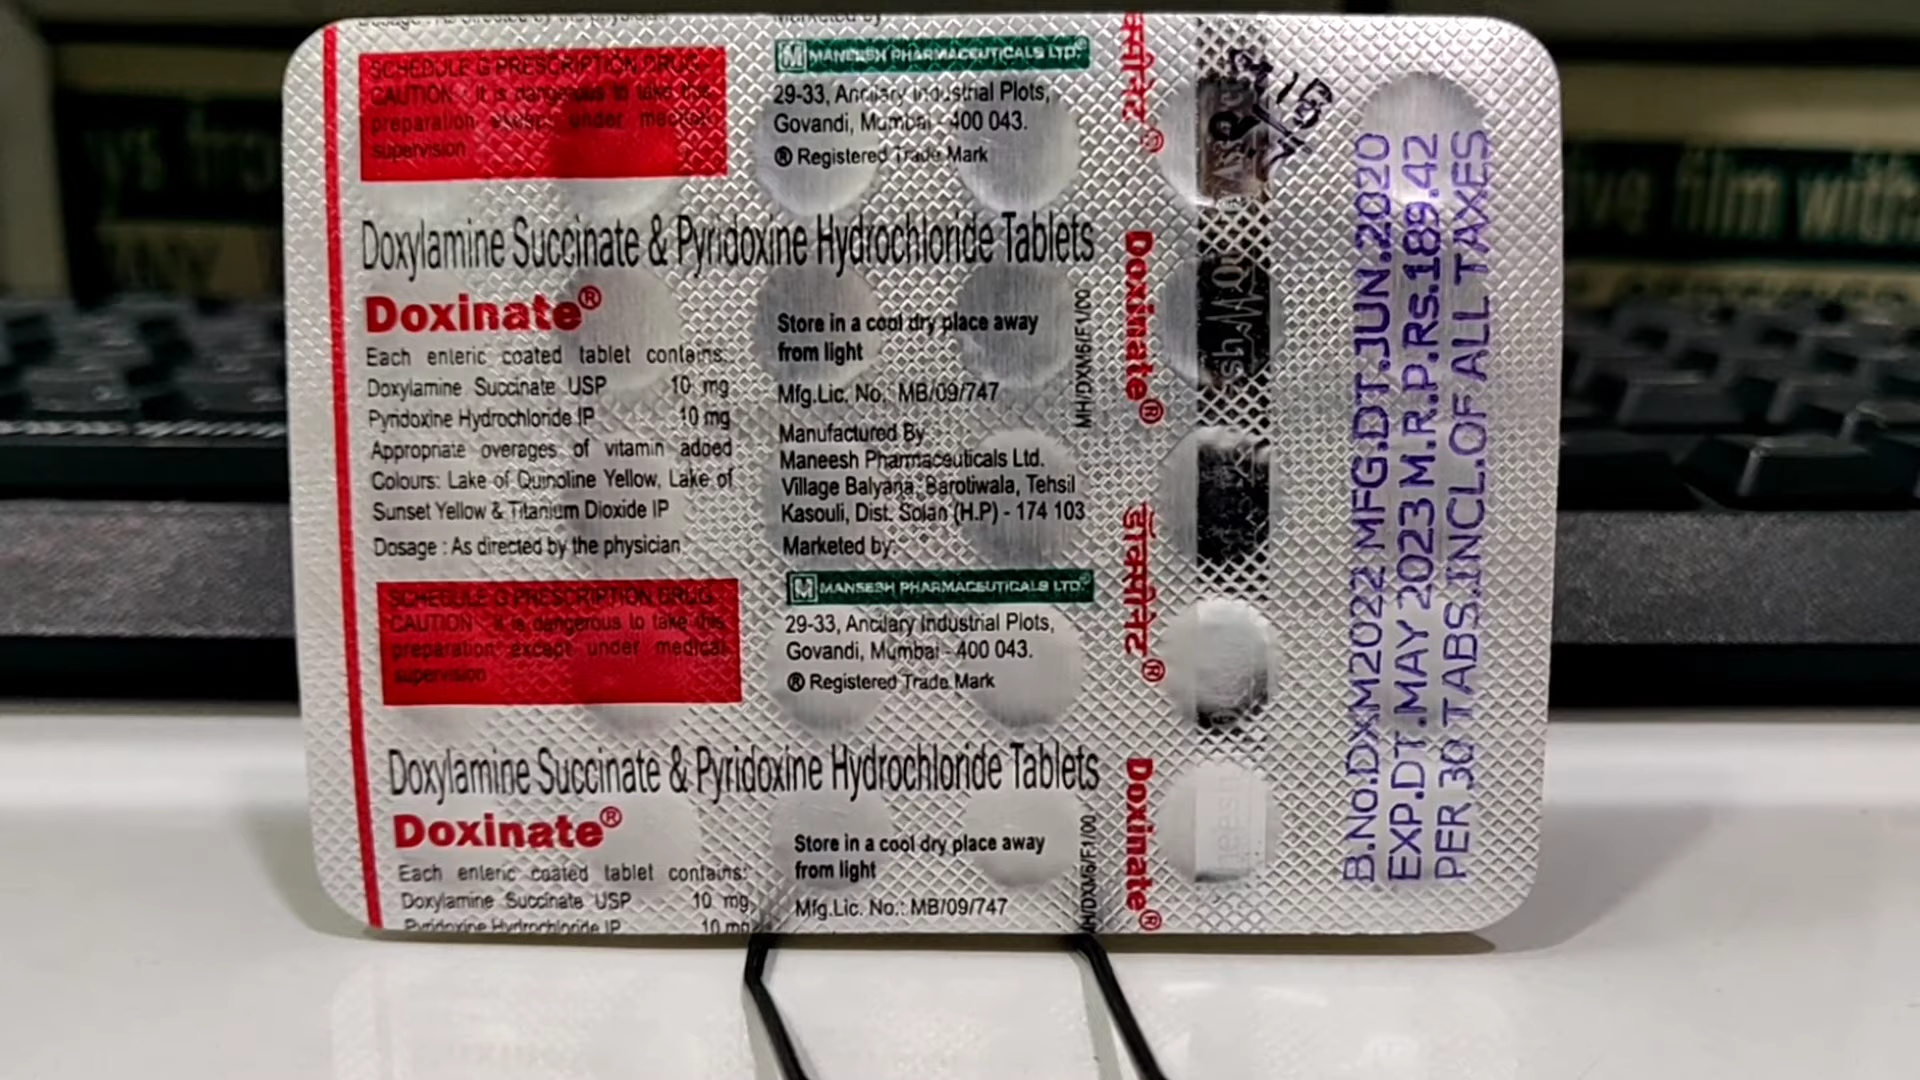 SCHEDULE G PRESCRIPTION DRUG
CAUTION : It is dangerous to take this
preparation except under medical
supervision
MANEESH PHARMACEUTICALS LTD.
29-33, Ancilary Industrial Plots,
Govandi, Mumbai - 400 043.
® Registered Trade Mark
Doxylamine Succinate & Pyridoxine Hydrochloride Tablets
Doxinate®
Each enteric coated tablet contains:
Doxylamine Succinate USP 10 mg
Pyridoxine Hydrochloride IP 10 mg
Appropriate overages of vitamin added
Colours: Lake of Quinoline Yellow, Lake of
Sunset Yellow & Titanium Dioxide IP
Dosage : As directed by the physician
Store in a cool dry place away
from light
Mfg.Lic. No.: MB/09/747
Manufactured By
Maneesh Pharmaceuticals Ltd.
Village Balyana, Barotiwala, Tehsil
Kasouli, Dist. Solan (H.P) - 174 103
Marketed by:
MANEESH PHARMACEUTICALS LTD.
29-33, Ancilary Industrial Plots,
Govandi, Mumbai - 400 043.
® Registered Trade Mark
MH/DXM6/F1/00
SCHEDULE G PRESCRIPTION DRUG
CAUTION : It is dangerous to take this
preparation except under medical
supervision
Doxylamine Succinate & Pyridoxine Hydrochloride Tablets
Doxinate®
Each enteric coated tablet contains:
Doxylamine Succinate USP 10 mg
Pyridoxine Hydrochloride IP 10 mg
Store in a cool dry place away
from light
Mfg.Lic. No.: MB/09/747
MH/DXM6/F1/00
Doxinate®
Doxinate®
B.No.DXM2022 MFG.DT.JUN.2020
EXP.DT.MAY 2023 M.R.P.Rs.189.42
PER 30 TABS.INCL.OF ALL TAXES
film with